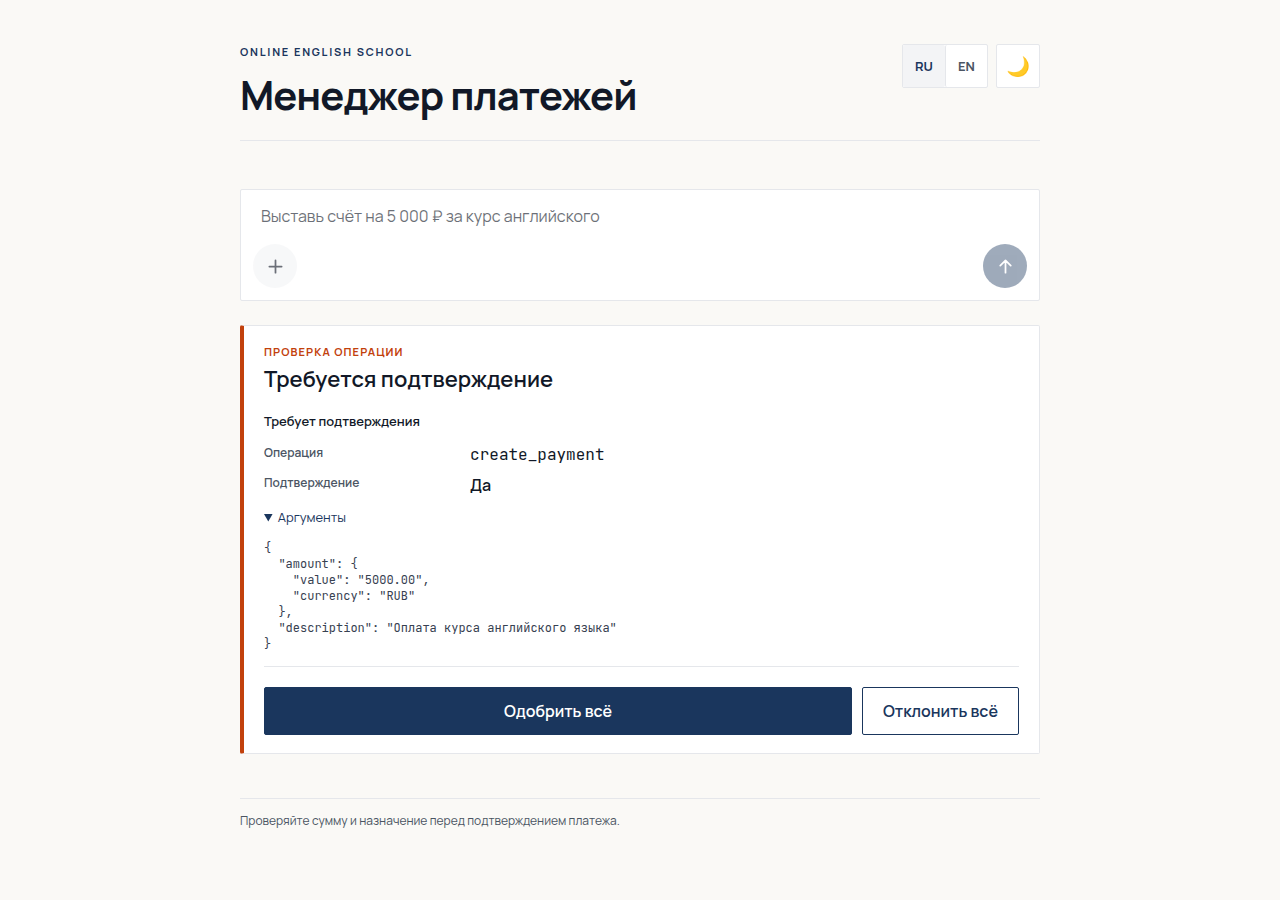 ONLINE ENGLISH SCHOOL
Менеджер платежей
RU EN
Выставь счёт на 5 000 ₽ за курс английского
ПРОВЕРКА ОПЕРАЦИИ
Требуется подтверждение
Требует подтверждения
Операция create_payment
Подтверждение Да
▼ Аргументы
{
  "amount": {
    "value": "5000.00",
    "currency": "RUB"
  },
  "description": "Оплата курса английского языка"
}
Одобрить всё Отклонить всё
Проверяйте сумму и назначение перед подтверждением платежа.